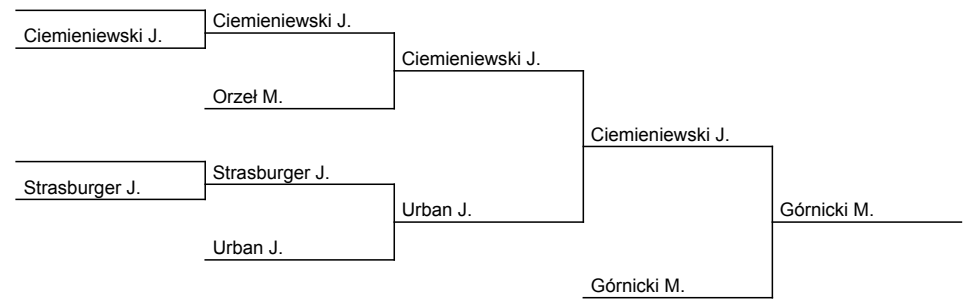 Ciemieniewski J.
Ciemieniewski J.
Ciemieniewski J.
Orzeł M.
Ciemieniewski J.
Strasburger J.
Strasburger J.
Urban J.
Górnicki M.
Urban J.
Górnicki M.